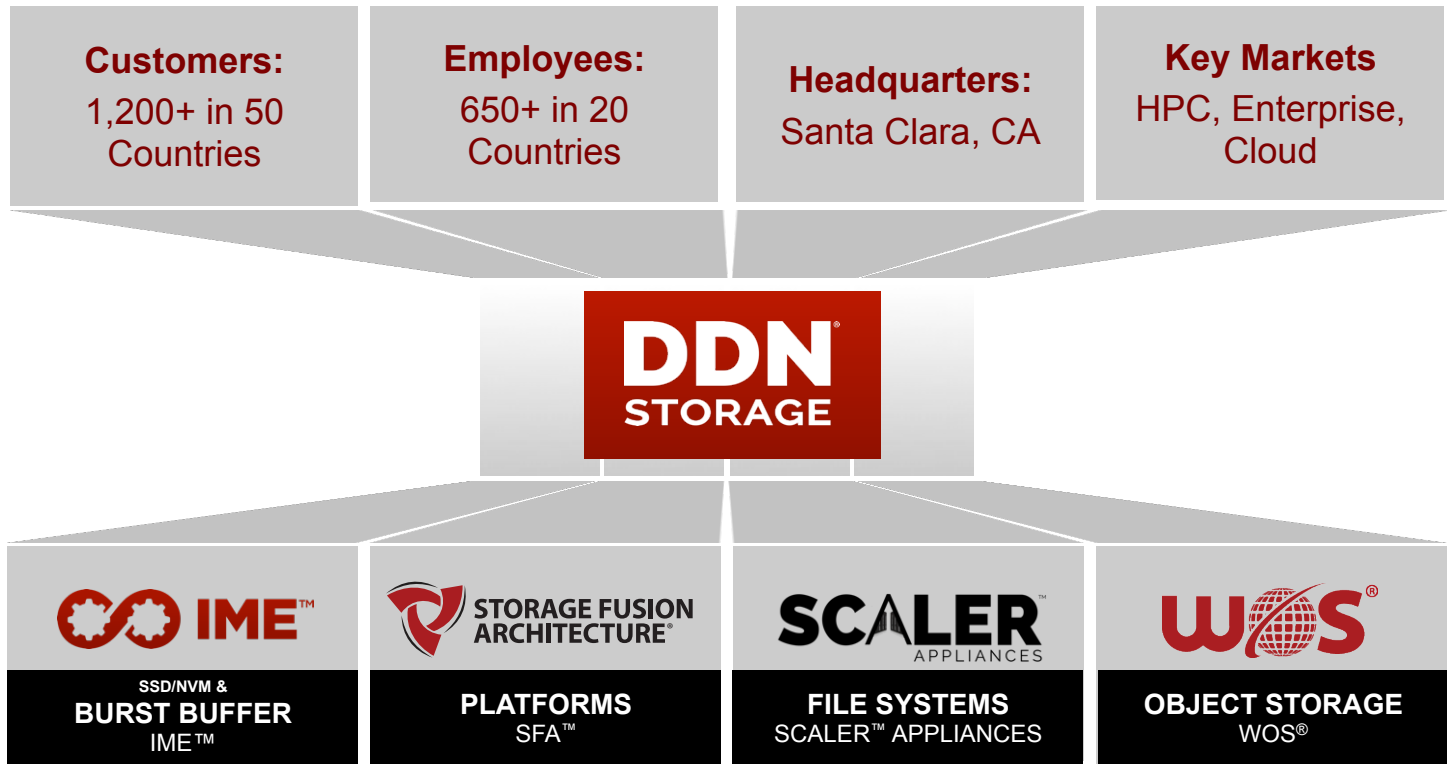 Customers:
1,200+ in 50
Countries
Employees:
650+ in 20
Countries
Headquarters:
Santa Clara, CA
Key Markets
HPC, Enterprise,
Cloud
DDN®
STORAGE
IME™
STORAGE FUSION
ARCHITECTURE®
SCALER™
APPLIANCES
WOS®
SSD/NVM &
BURST BUFFER
IME™
PLATFORMS
SFA™
FILE SYSTEMS
SCALER™ APPLIANCES
OBJECT STORAGE
WOS®